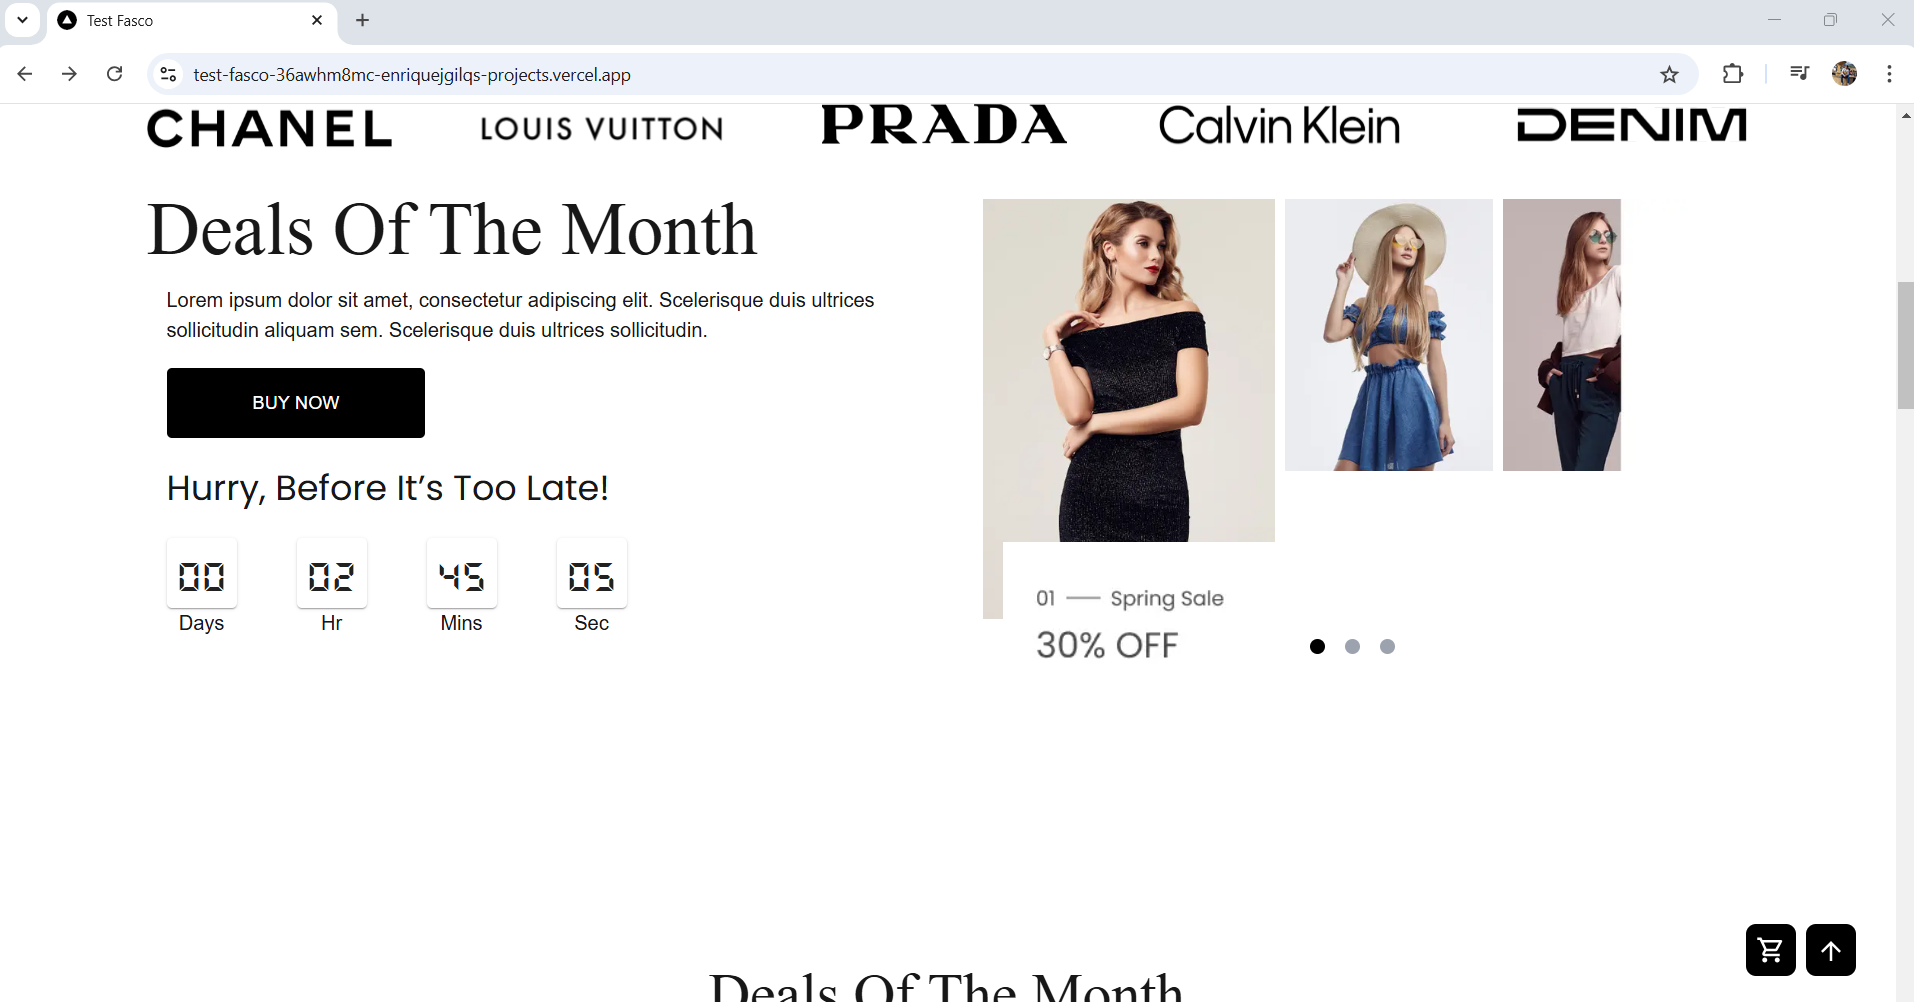 Test Fasco
test-fasco-36awhm8mc-enriquejgilqs-projects.vercel.app
CHANEL LOUIS VUITTON PRADA Calvin Klein DENIM
Deals Of The Month
Lorem ipsum dolor sit amet, consectetur adipiscing elit. Scelerisque duis ultrices
sollicitudin aliquam sem. Scelerisque duis ultrices sollicitudin.
BUY NOW
Hurry, Before It’s Too Late!
00 02 45 05
Days Hr Mins Sec
01 — Spring Sale
30% OFF
Deals Of The Month